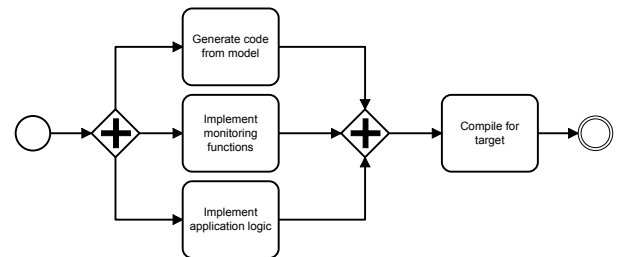 Generate code
from model
Implement
monitoring
functions
Implement
application logic
Compile for
target